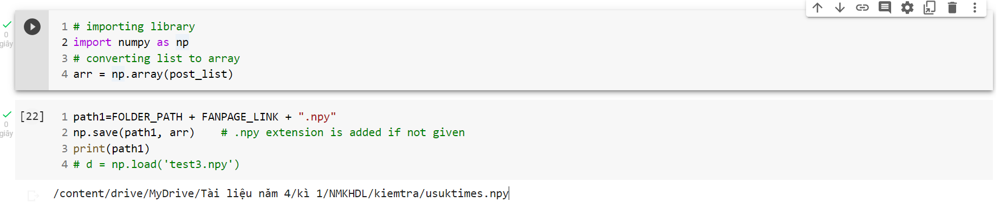 0
giây
1 # importing library
2 import numpy as np
3 # converting list to array
4 arr = np.array(post_list)
0
giây
[22]
1 path1=FOLDER_PATH + FANPAGE_LINK + ".npy"
2 np.save(path1, arr)    # .npy extension is added if not given
3 print(path1)
4 # d = np.load('test3.npy')
/content/drive/MyDrive/Tài liệu năm 4/kì 1/NMKHDL/kiemtra/usuktimes.npy